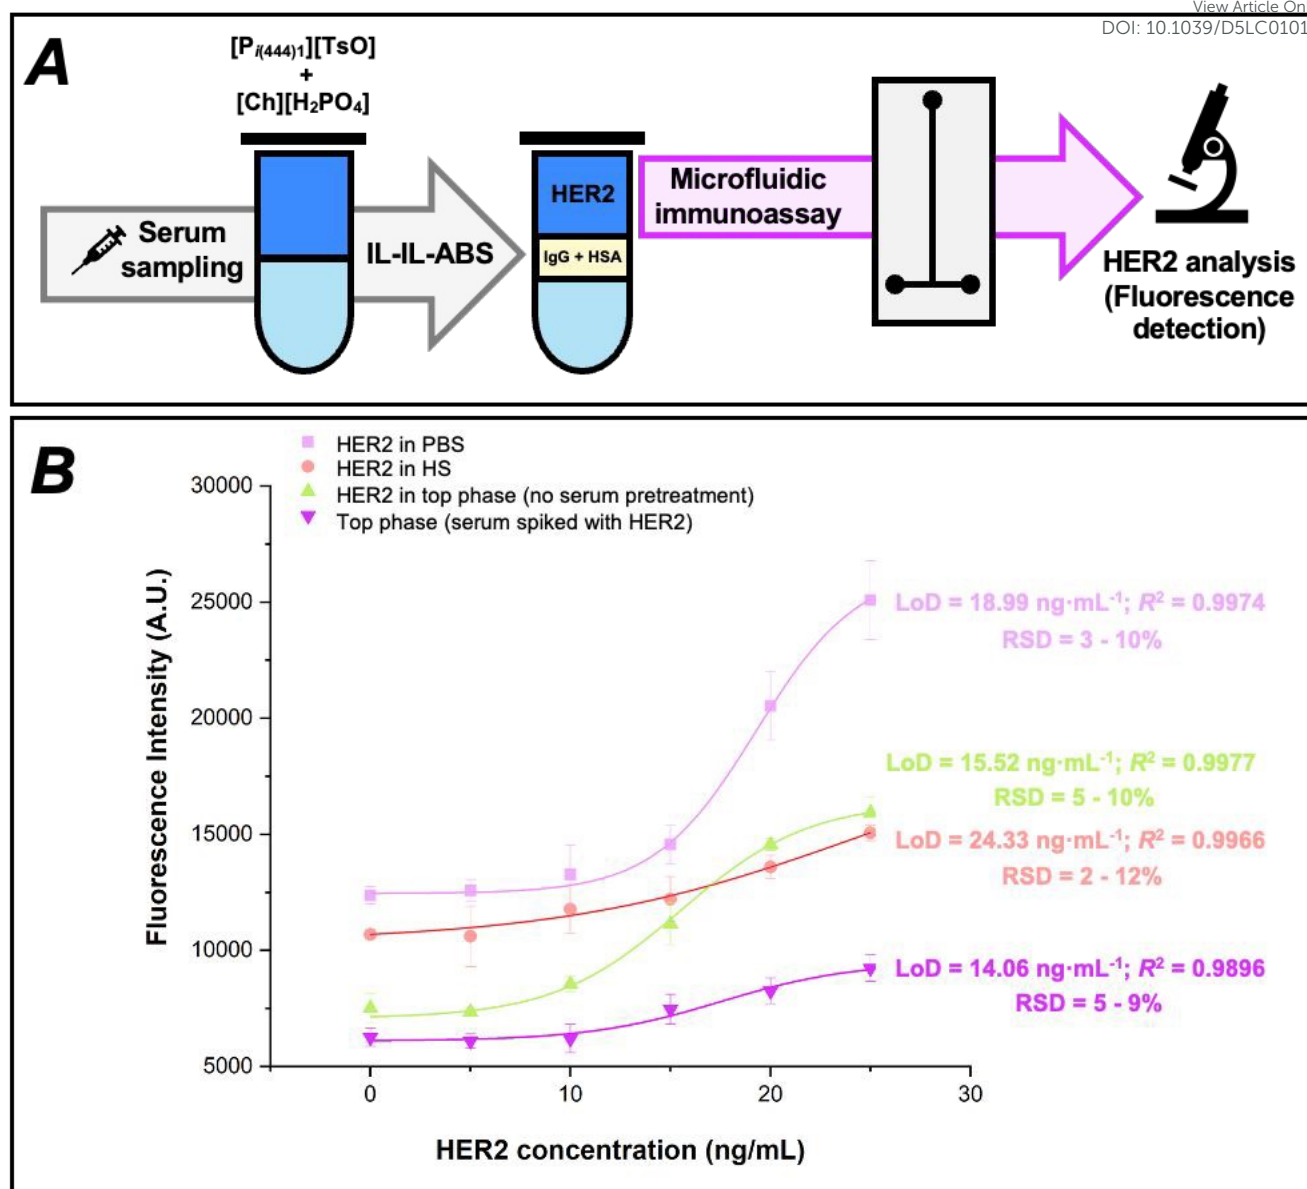 View Article On
DOI: 10.1039/D5LC0101
A
[Pi(444)1][TsO]
+
[Ch][H₂PO₄]
Serum
sampling
IL-IL-ABS
HER2
IgG + HSA
Microfluidic
immunoassay
HER2 analysis
(Fluorescence
detection)
B
HER2 in PBS
HER2 in HS
HER2 in top phase (no serum pretreatment)
Top phase (serum spiked with HER2)
30000
25000
20000
15000
10000
5000
Fluorescence Intensity (A.U.)
LoD = 18.99 ng·mL⁻¹; R² = 0.9974
RSD = 3 - 10%
LoD = 15.52 ng·mL⁻¹; R² = 0.9977
RSD = 5 - 10%
LoD = 24.33 ng·mL⁻¹; R² = 0.9966
RSD = 2 - 12%
LoD = 14.06 ng·mL⁻¹; R² = 0.9896
RSD = 5 - 9%
0
10
20
30
HER2 concentration (ng/mL)